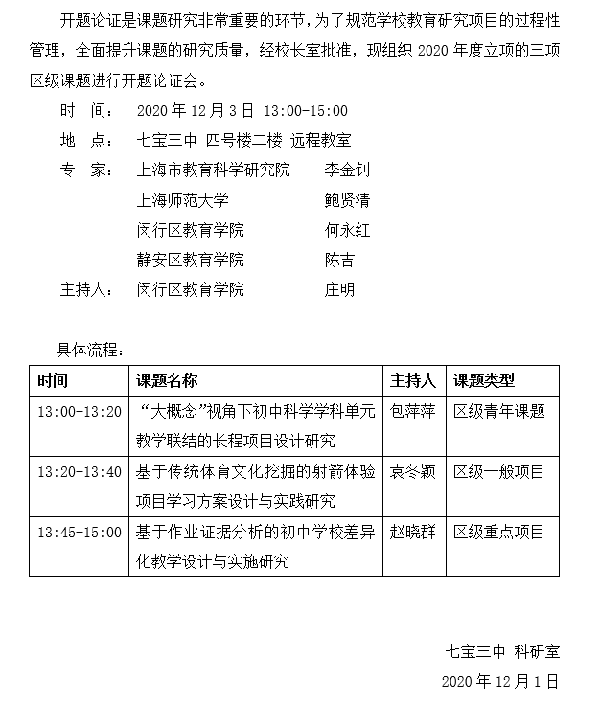 开题论证是课题研究非常重要的环节，为了规范学校教育研究项目的过程性
管理，全面提升课题的研究质量，经校长室批准，现组织 2020 年度立项的三项
区级课题进行开题论证会。
时 间： 2020 年 12 月 3 日 13:00-15:00
地 点： 七宝三中 四号楼二楼 远程教室
专 家： 上海市教育科学研究院 李金钊
上海师范大学 鲍贤清
闵行区教育学院 何永红
静安区教育学院 陈吉
主持人： 闵行区教育学院 庄明
具体流程：
时间 课题名称 主持人 课题类型
13:00-13:20 “大概念”视角下初中科学学科单元 包萍萍 区级青年课题
教学联结的长程项目设计研究
13:20-13:40 基于传统体育文化挖掘的射箭体验 袁冬颖 区级一般项目
项目学习方案设计与实践研究
13:45-15:00 基于作业证据分析的初中学校差异 赵晓群 区级重点项目
化教学设计与实施研究
七宝三中 科研室
2020 年 12 月 1 日